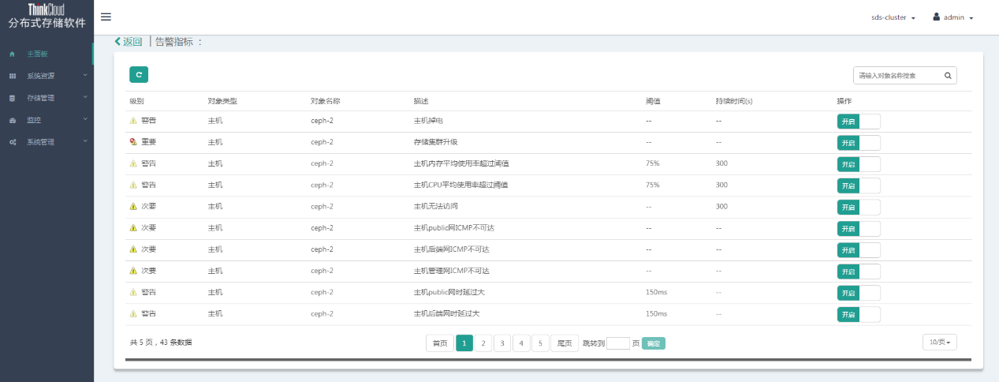 ThinkCloud
分布式存储软件
sds-cluster admin
主面板
系统资源
存储管理
监控
系统管理
返回 告警指标 ：
请输入对象名称搜索
级别 对象类型 对象名称 描述 阈值 持续时间(s) 操作
警告 主机 ceph-2 主机掉电 -- -- 开启
重要 主机 ceph-2 存储集群升级 -- -- 开启
警告 主机 ceph-2 主机内存平均使用率超过阈值 75% 300 开启
警告 主机 ceph-2 主机CPU平均使用率超过阈值 75% 300 开启
次要 主机 ceph-2 主机无法访问 -- 300 开启
次要 主机 ceph-2 主机public网ICMP不可达 -- -- 开启
次要 主机 ceph-2 主机后端网ICMP不可达 -- -- 开启
次要 主机 ceph-2 主机管理网ICMP不可达 -- -- 开启
警告 主机 ceph-2 主机public网时延过大 150ms -- 开启
警告 主机 ceph-2 主机后端网时延过大 150ms -- 开启
共 5 页，43 条数据 首页 1 2 3 4 5 尾页 跳转到 页 确定 10/页